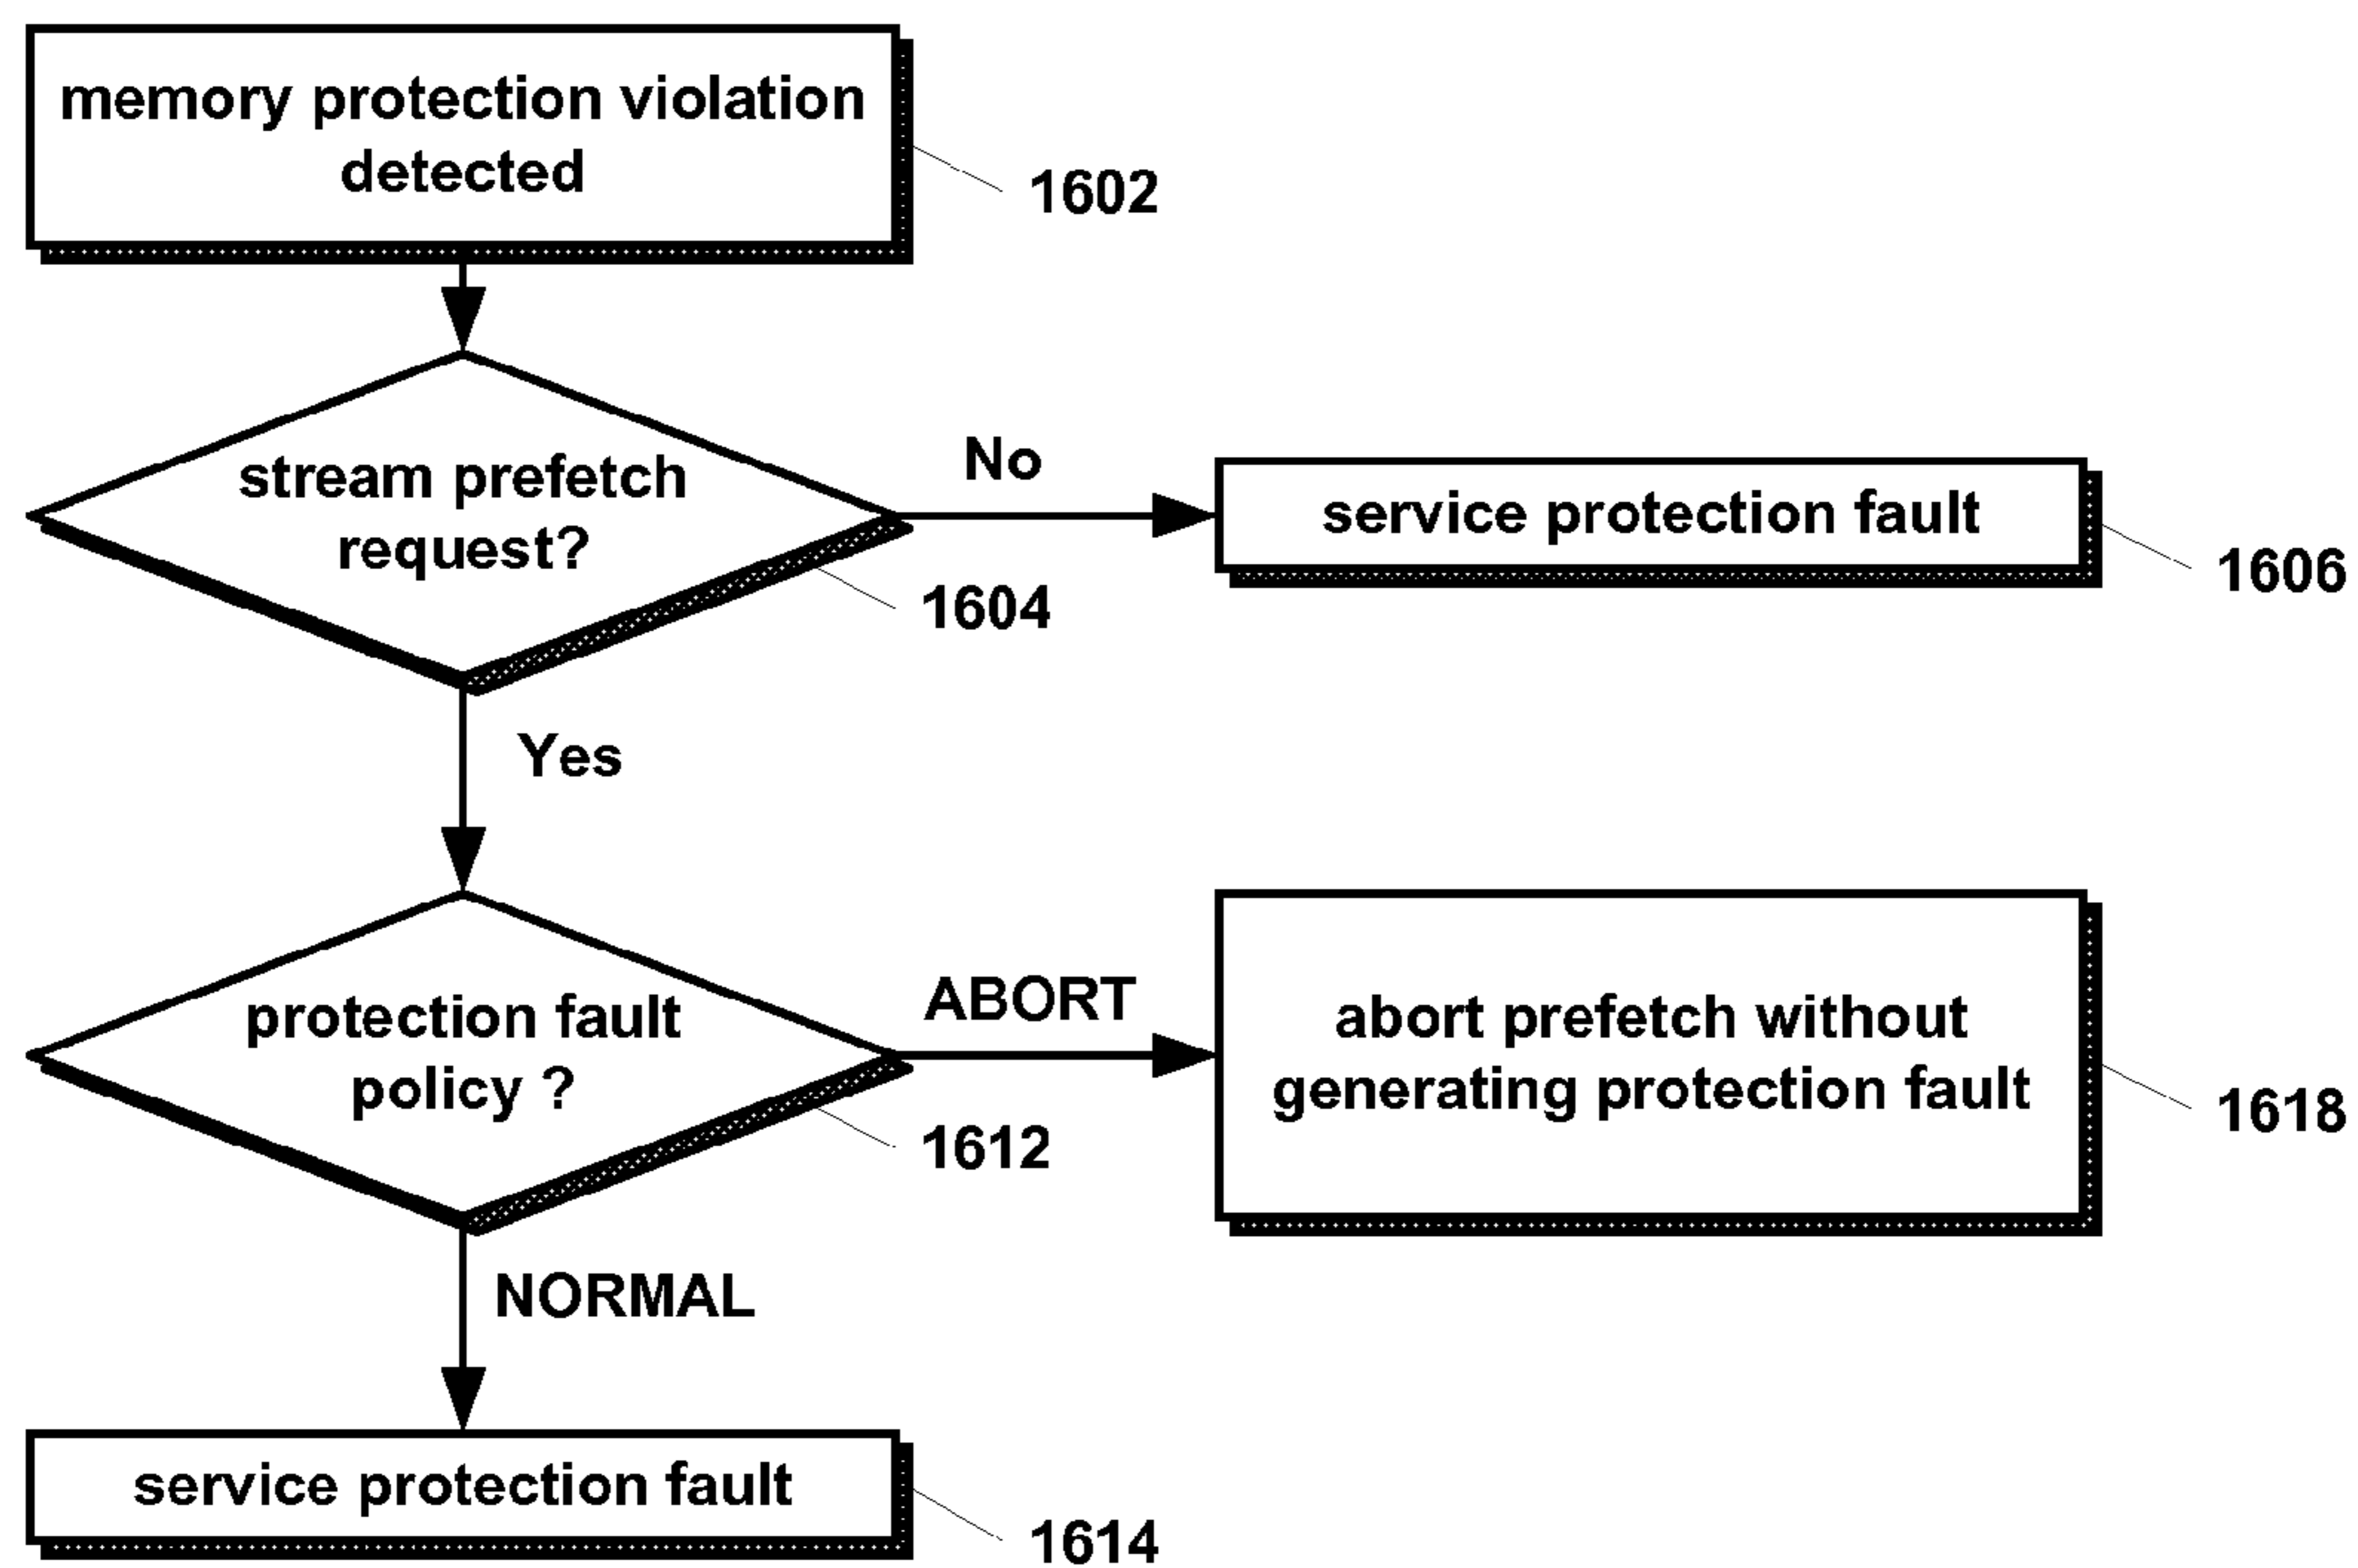 memory protection violation
detected
1602
stream prefetch
request?
1604
No
service protection fault
1606
Yes
protection fault
policy ?
1612
ABORT
abort prefetch without
generating protection fault
1618
NORMAL
service protection fault
1614